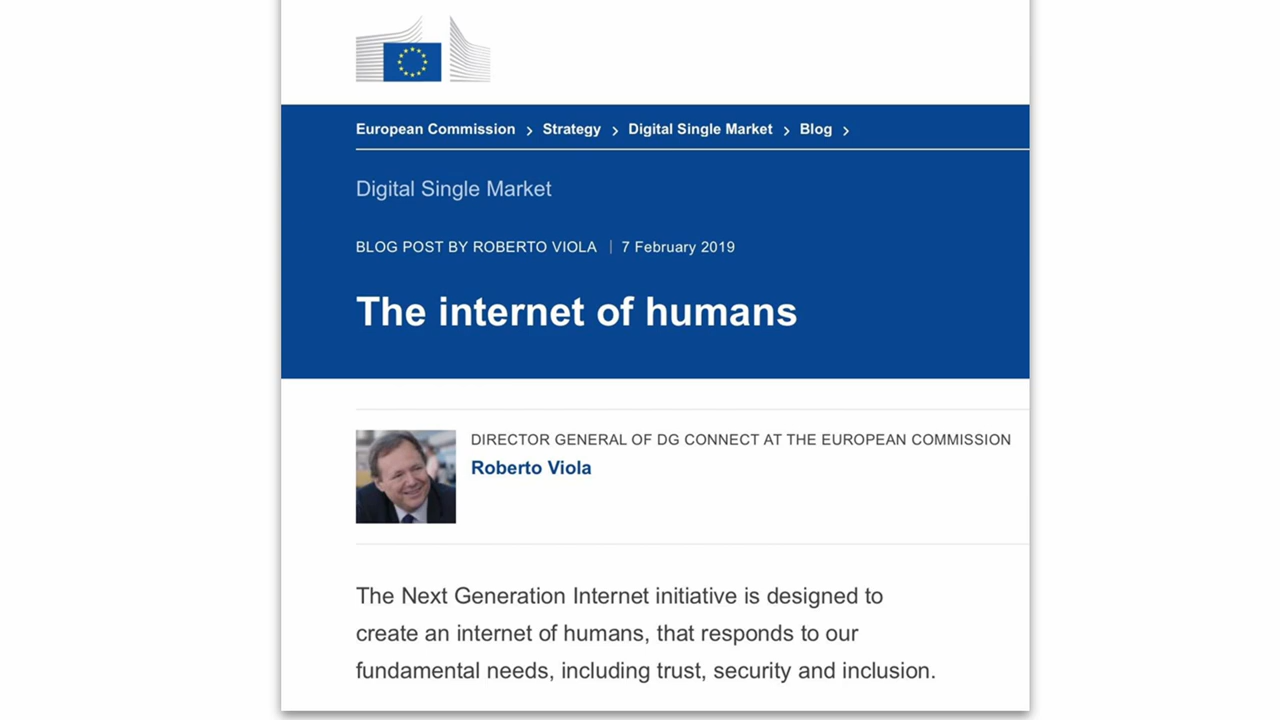 European Commission > Strategy > Digital Single Market > Blog >
Digital Single Market
BLOG POST BY ROBERTO VIOLA | 7 February 2019
The internet of humans
DIRECTOR GENERAL OF DG CONNECT AT THE EUROPEAN COMMISSION
Roberto Viola
The Next Generation Internet initiative is designed to
create an internet of humans, that responds to our
fundamental needs, including trust, security and inclusion.